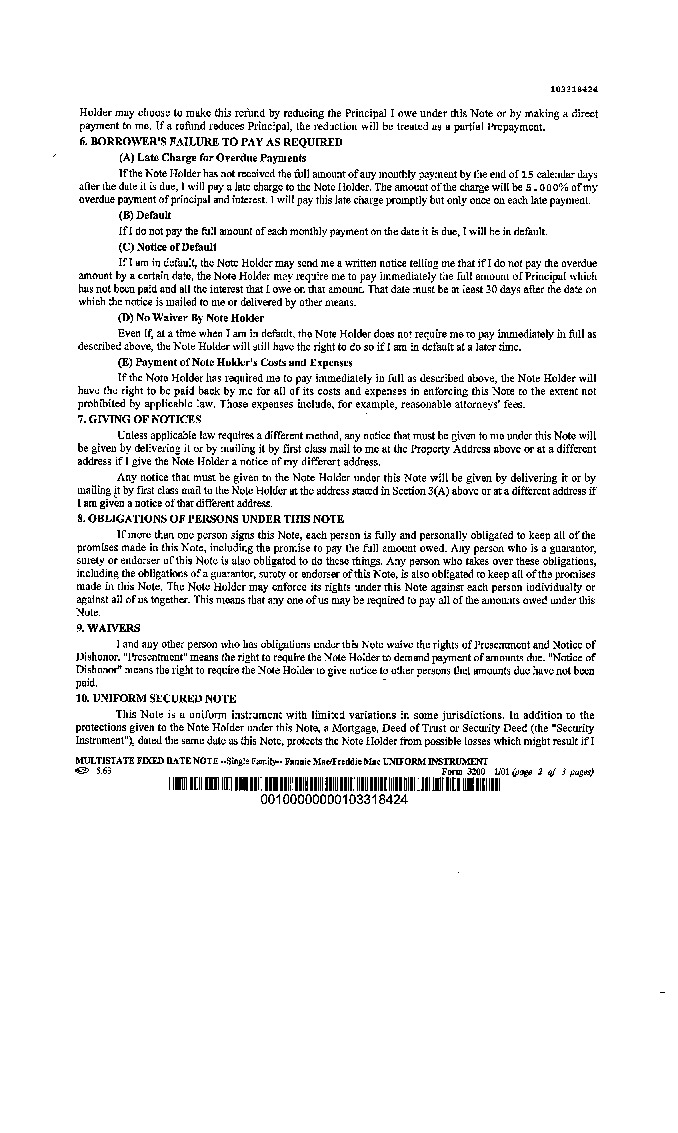 103318424
Holder may choose to make this refund by reducing the Principal I owe under this Note or by making a direct
payment to me. If a refund reduces Principal, the reduction will be treated as a partial Prepayment.
6. BORROWER'S FAILURE TO PAY AS REQUIRED
(A) Late Charge for Overdue Payments
If the Note Holder has not received the full amount of any monthly payment by the end of 15 calendar days
after the date it is due, I will pay a late charge to the Note Holder. The amount of the charge will be 5.000% of my
overdue payment of principal and interest. I will pay this late charge promptly but only once on each late payment.
(B) Default
If I do not pay the full amount of each monthly payment on the date it is due, I will be in default.
(C) Notice of Default
If I am in default, the Note Holder may send me a written notice telling me that if I do not pay the overdue
amount by a certain date, the Note Holder may require me to pay immediately the full amount of Principal which
has not been paid and all the interest that I owe on that amount. That date must be at least 30 days after the date on
which the notice is mailed to me or delivered by other means.
(D) No Waiver By Note Holder
Even if, at a time when I am in default, the Note Holder does not require me to pay immediately in full as
described above, the Note Holder will still have the right to do so if I am in default at a later time.
(E) Payment of Note Holder's Costs and Expenses
If the Note Holder has required me to pay immediately in full as described above, the Note Holder will
have the right to be paid back by me for all of its costs and expenses in enforcing this Note to the extent not
prohibited by applicable law. Those expenses include, for example, reasonable attorneys' fees.
7. GIVING OF NOTICES
Unless applicable law requires a different method, any notice that must be given to me under this Note will
be given by delivering it or by mailing it by first class mail to me at the Property Address above or at a different
address if I give the Note Holder a notice of my different address.
Any notice that must be given to the Note Holder under this Note will be given by delivering it or by
mailing it by first class mail to the Note Holder at the address stated in Section 3(A) above or at a different address if
I am given a notice of that different address.
8. OBLIGATIONS OF PERSONS UNDER THIS NOTE
If more than one person signs this Note, each person is fully and personally obligated to keep all of the
promises made in this Note, including the promise to pay the full amount owed. Any person who is a guarantor,
surety or endorser of this Note is also obligated to do these things. Any person who takes over these obligations,
including the obligations of a guarantor, surety or endorser of this Note, is also obligated to keep all of the promises
made in this Note. The Note Holder may enforce its rights under this Note against each person individually or
against all of us together. This means that any one of us may be required to pay all of the amounts owed under this
Note.
9. WAIVERS
I and any other person who has obligations under this Note waive the rights of Presentment and Notice of
Dishonor. "Presentment" means the right to require the Note Holder to demand payment of amounts due. "Notice of
Dishonor" means the right to require the Note Holder to give notice to other persons that amounts due have not been
paid.
10. UNIFORM SECURED NOTE
This Note is a uniform instrument with limited variations in some jurisdictions. In addition to the
protections given to the Note Holder under this Note, a Mortgage, Deed of Trust or Security Deed (the "Security
Instrument"), dated the same date as this Note, protects the Note Holder from possible losses which might result if I
MULTISTATE FIXED RATE NOTE --Single Family-- Fannie Mae/Freddie Mac UNIFORM INSTRUMENT
5.63 Form 3200 1/01 (page 2 of 3 pages)
00100000000103318424